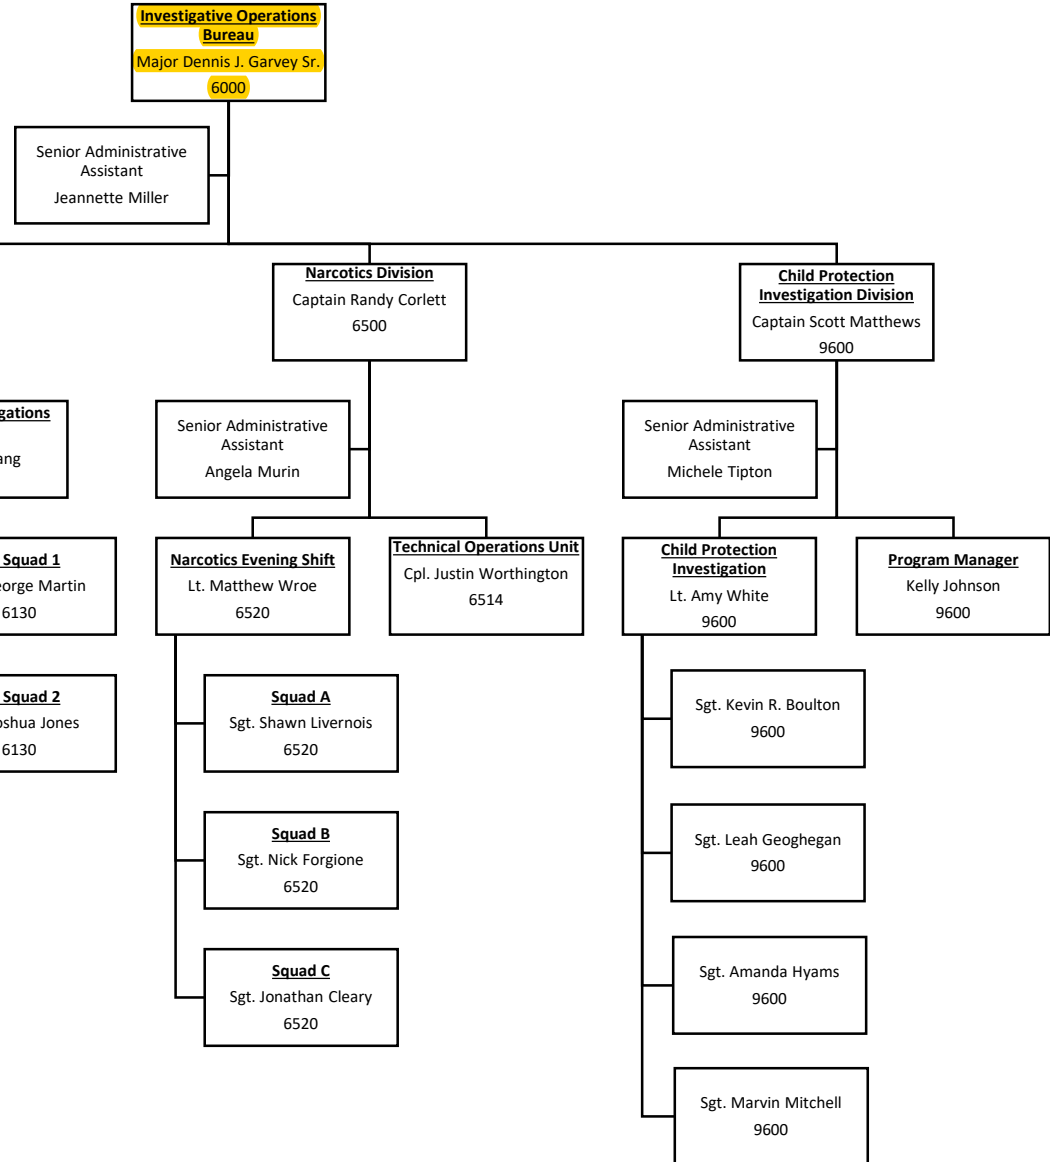 Investigative Operations
Bureau
Major Dennis J. Garvey Sr.
6000
Senior Administrative
Assistant
Jeannette Miller
Narcotics Division
Captain Randy Corlett
6500
Child Protection
Investigation Division
Captain Scott Matthews
9600
Senior Administrative
Assistant
Angela Murin
Senior Administrative
Assistant
Michele Tipton
Squad 1
Martin
6130
Narcotics Evening Shift
Lt. Matthew Wroe
6520
Technical Operations Unit
Cpl. Justin Worthington
6514
Child Protection
Investigation
Lt. Amy White
9600
Program Manager
Kelly Johnson
9600
Squad 2
Jones
6130
Squad A
Sgt. Shawn Livernois
6520
Squad B
Sgt. Nick Forgione
6520
Squad C
Sgt. Jonathan Cleary
6520
Sgt. Kevin R. Boulton
9600
Sgt. Leah Geoghegan
9600
Sgt. Amanda Hyams
9600
Sgt. Marvin Mitchell
9600